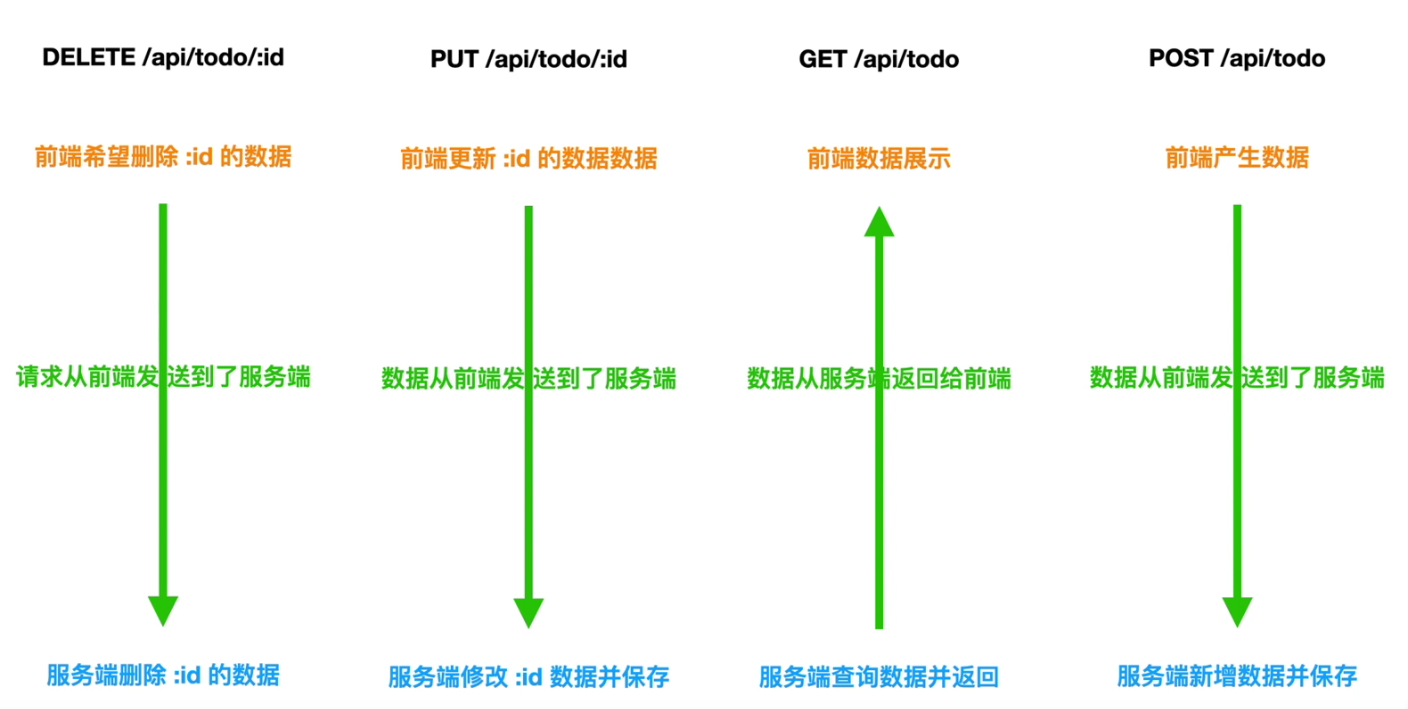 DELETE /api/todo/:id
PUT /api/todo/:id
GET /api/todo
POST /api/todo
前端希望删除 :id 的数据
前端更新 :id 的数据数据
前端数据展示
前端产生数据
请求从前端发送到了服务端
数据从前端发送到了服务端
数据从服务端返回给前端
数据从前端发送到了服务端
服务端删除 :id 的数据
服务端修改 :id 数据并保存
服务端查询数据并返回
服务端新增数据并保存